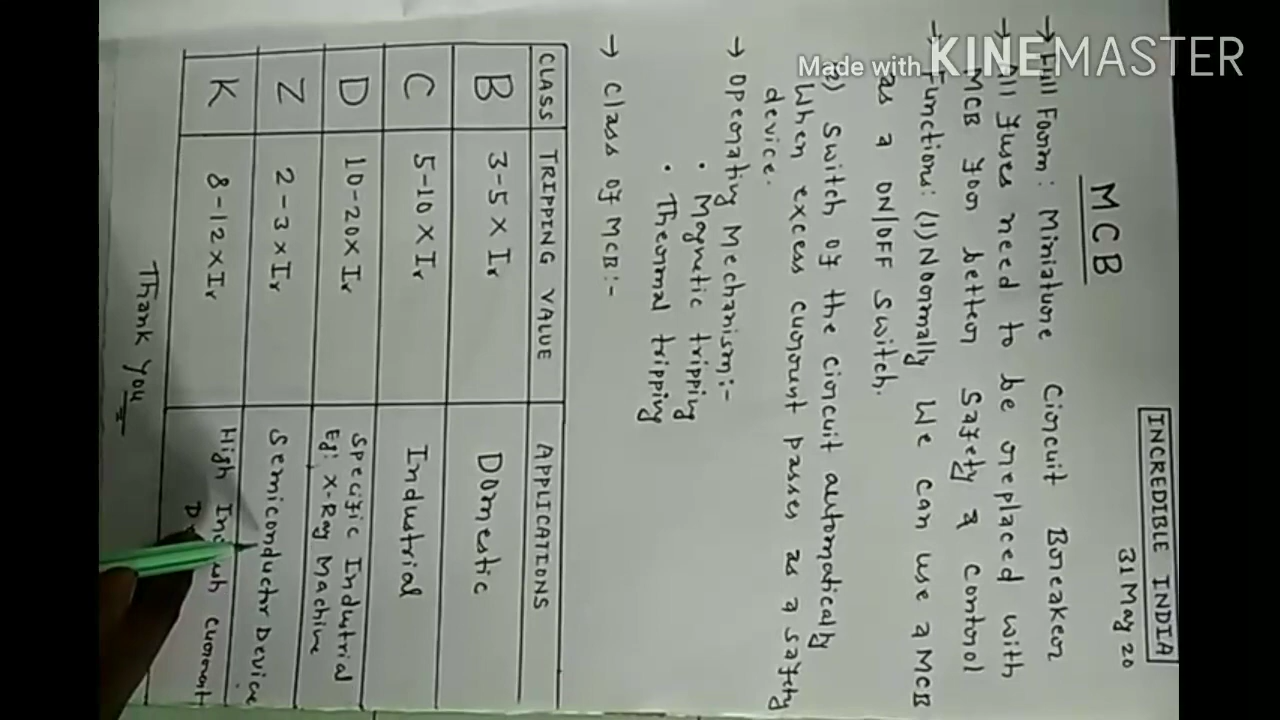 Made with KINEMASTER
INCREDIBLE INDIA
31 May 20
MCB
→ Full Form: Miniature Circuit Breaker
→ All fuses need to be replaced with
MCB for better safety & control
→ Functions: (1) Normally we can use a MCB
as a ON/OFF switch.
(2) Switch off the circuit automatically
when excess current passes as a safety
device.
→ Operating Mechanism:-
• Magnetic tripping
• Thermal tripping
→ Class of MCB:-
CLASS TRIPPING VALUE APPLICATIONS
B 3-5 X Ir Domestic
C 5-10 X Ir Industrial
D 10-20 X Ir Specific Industrial
Eg: X-Ray Machine
Z 2-3 X Ir Semiconductr Device
K 8-12 X Ir High current
Thank you